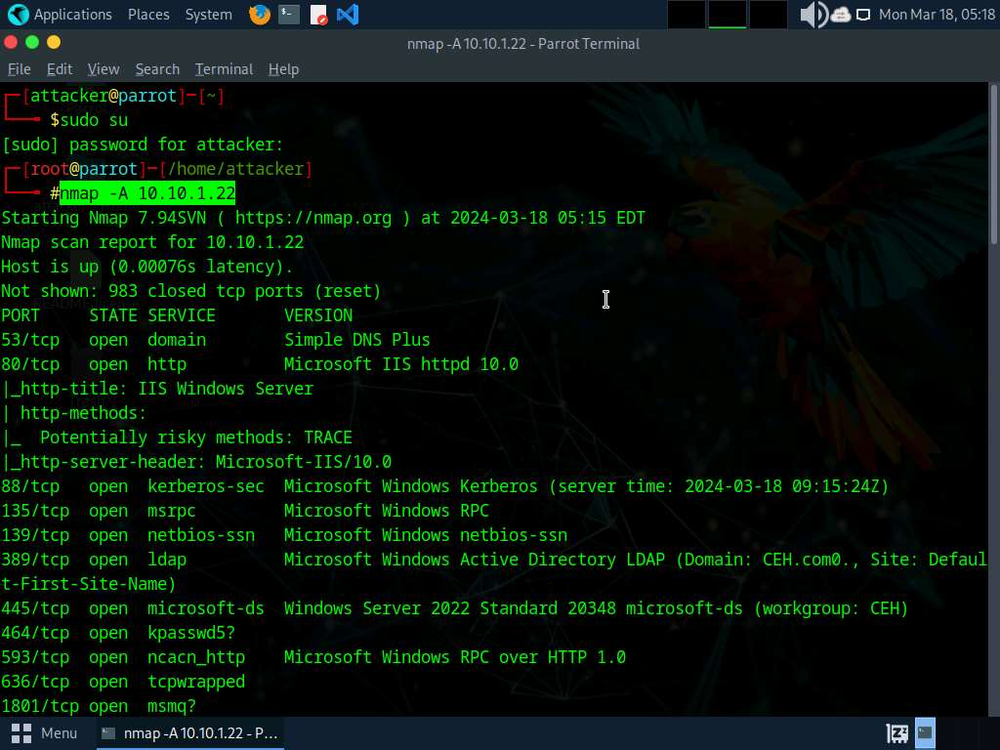 Applications Places System Mon Mar 18, 05:18
nmap -A 10.10.1.22 - Parrot Terminal
File Edit View Search Terminal Help
┌─[attacker@parrot]─[~]
└──╼ $sudo su
[sudo] password for attacker:
┌─[root@parrot]─[/home/attacker]
└──╼ #nmap -A 10.10.1.22
Starting Nmap 7.94SVN ( https://nmap.org ) at 2024-03-18 05:15 EDT
Nmap scan report for 10.10.1.22
Host is up (0.00076s latency).
Not shown: 983 closed tcp ports (reset)
PORT     STATE SERVICE       VERSION
53/tcp   open  domain        Simple DNS Plus
80/tcp   open  http          Microsoft IIS httpd 10.0
|_http-title: IIS Windows Server
| http-methods:
|_  Potentially risky methods: TRACE
|_http-server-header: Microsoft-IIS/10.0
88/tcp   open  kerberos-sec  Microsoft Windows Kerberos (server time: 2024-03-18 09:15:24Z)
135/tcp  open  msrpc         Microsoft Windows RPC
139/tcp  open  netbios-ssn   Microsoft Windows netbios-ssn
389/tcp  open  ldap          Microsoft Windows Active Directory LDAP (Domain: CEH.com0., Site: Defaul
t-First-Site-Name)
445/tcp  open  microsoft-ds  Windows Server 2022 Standard 20348 microsoft-ds (workgroup: CEH)
464/tcp  open  kpasswd5?
593/tcp  open  ncacn_http    Microsoft Windows RPC over HTTP 1.0
636/tcp  open  tcpwrapped
1801/tcp open  msmq?
Menu nmap -A 10.10.1.22 - P...